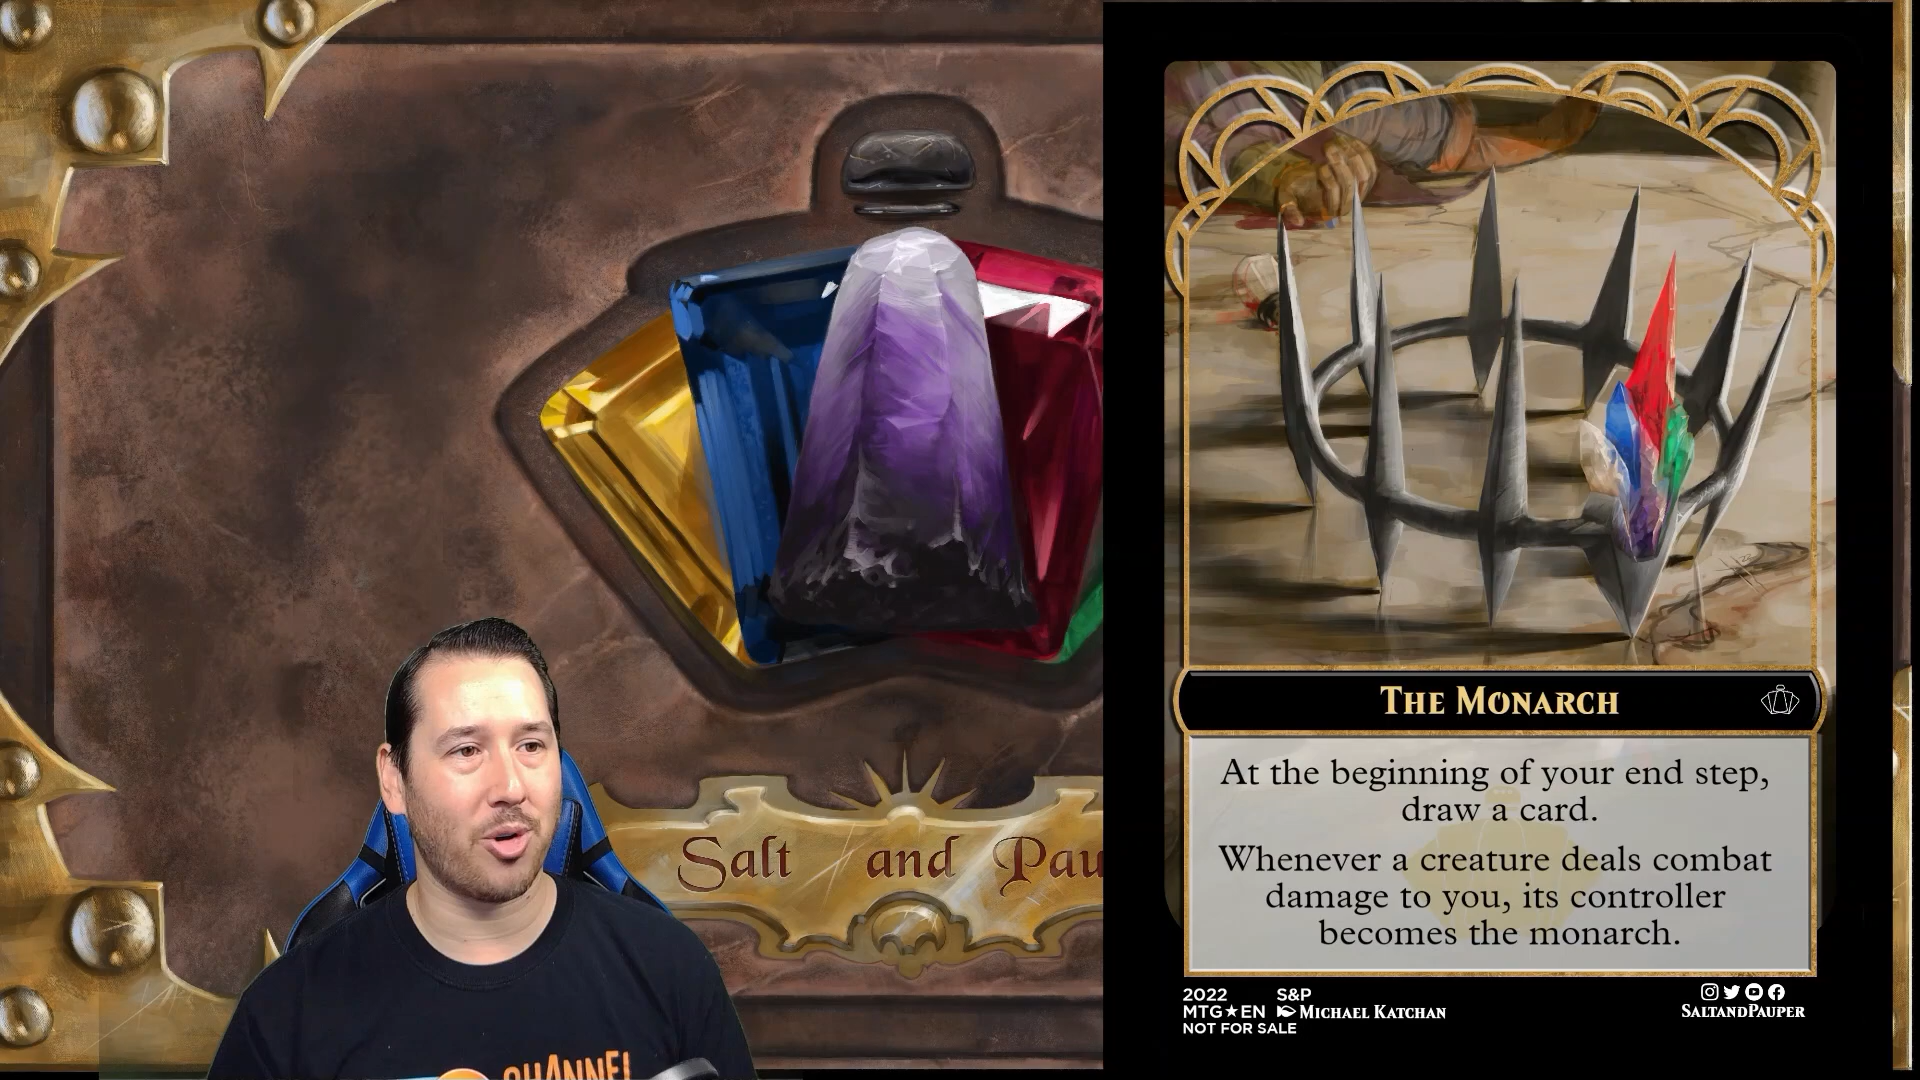 Salt and Pau
CHANNEL
THE MONARCH
At the beginning of your end step,
draw a card.
Whenever a creature deals combat
damage to you, its controller
becomes the monarch.
2022 S&P
MTG★EN MICHAEL KATCHAN
NOT FOR SALE
SALTANDPAUPER